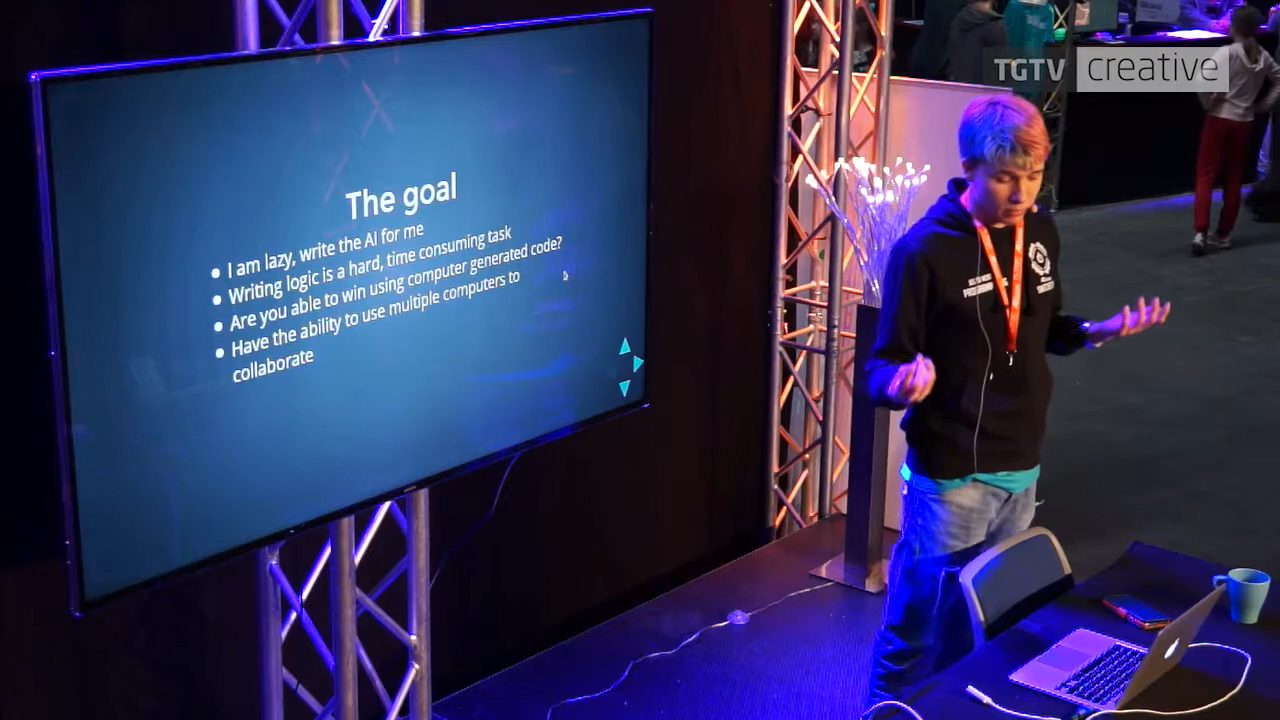 TGTV creative
The goal
• I am lazy, write the AI for me
• Writing logic is a hard, time consuming task
• Are you able to win using computer generated code?
• Have the ability to use multiple computers to
collaborate